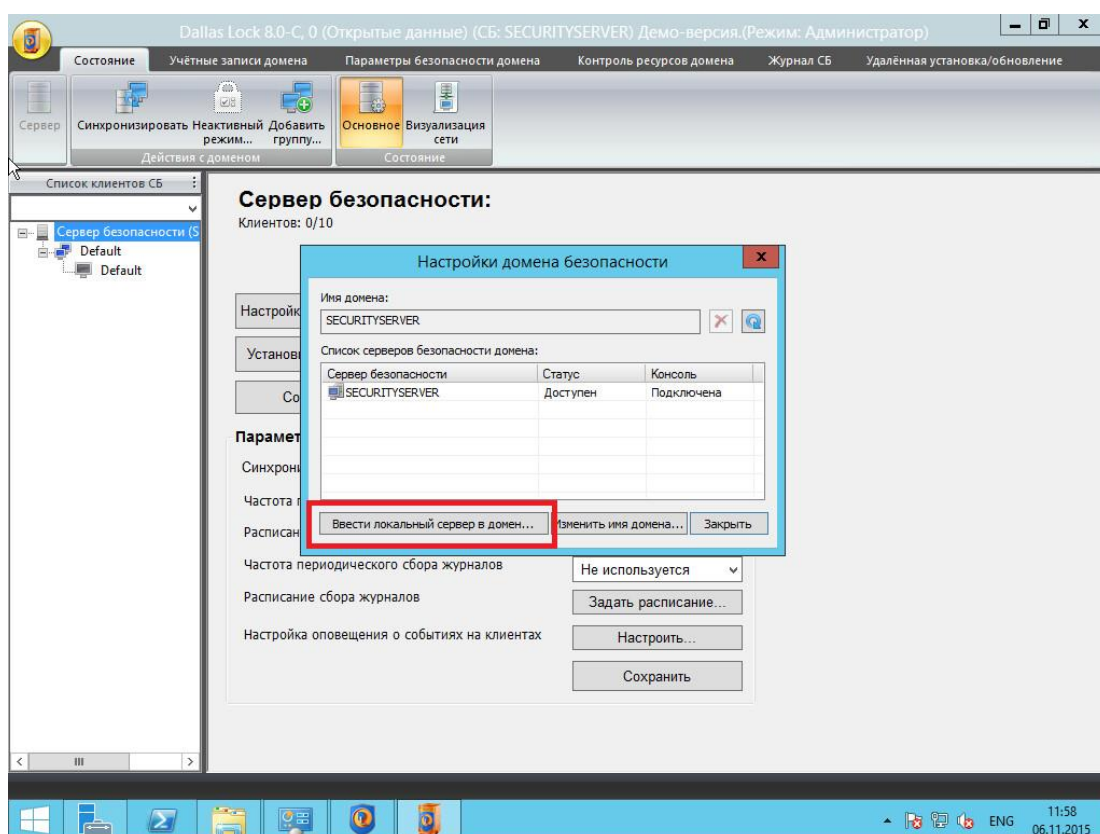 Dallas Lock 8.0-C, 0 (Открытые данные) (СБ: SECURITYSERVER) Демо-версия.(Режим: Администратор)
Состояние
Учётные записи домена
Параметры безопасности домена
Контроль ресурсов домена
Журнал СБ
Удалённая установка/обновление
Сервер
Синхронизировать
Неактивный режим...
Добавить группу...
Основное
Визуализация сети
Действия с доменом
Состояние
Список клиентов СБ
Сервер безопасности (S
Default
Default
Сервер безопасности:
Клиентов: 0/10
Настройк
Установ
Со
Парамет
Синхрон
Частота
Расписан
Частота периодического сбора журналов
Не используется
Расписание сбора журналов
Задать расписание...
Настройка оповещения о событиях на клиентах
Настроить...
Сохранить
Настройки домена безопасности
x
Имя домена:
SECURITYSERVER
Список серверов безопасности домена:
Сервер безопасности
Статус
Консоль
SECURITYSERVER
Доступен
Подключена
Ввести локальный сервер в домен...
Изменить имя домена...
Закрыть
ENG
11:58
06.11.2015